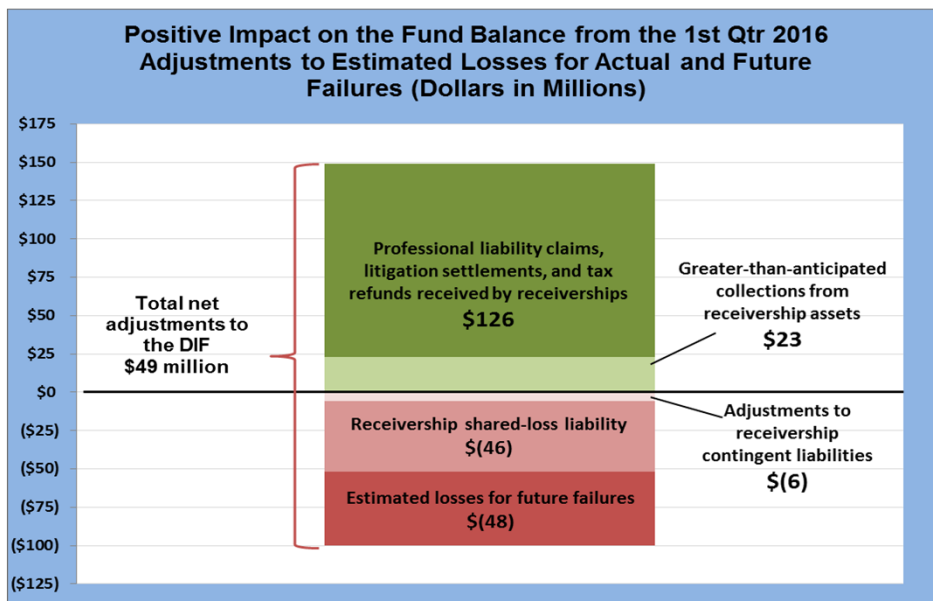 Positive Impact on the Fund Balance from the 1st Qtr 2016
Adjustments to Estimated Losses for Actual and Future
Failures (Dollars in Millions)
$175
$150
$125
$100
$75
$50
$25
$0
($25)
($50)
($75)
($100)
($125)
Total net
adjustments to
the DIF
$49 million
Professional liability claims,
litigation settlements, and tax
refunds received by receiverships
$126
Greater-than-anticipated
collections from
receivership assets
$23
Adjustments to
receivership
contingent liabilities
$(6)
Receivership shared-loss liability
$(46)
Estimated losses for future failures
$(48)